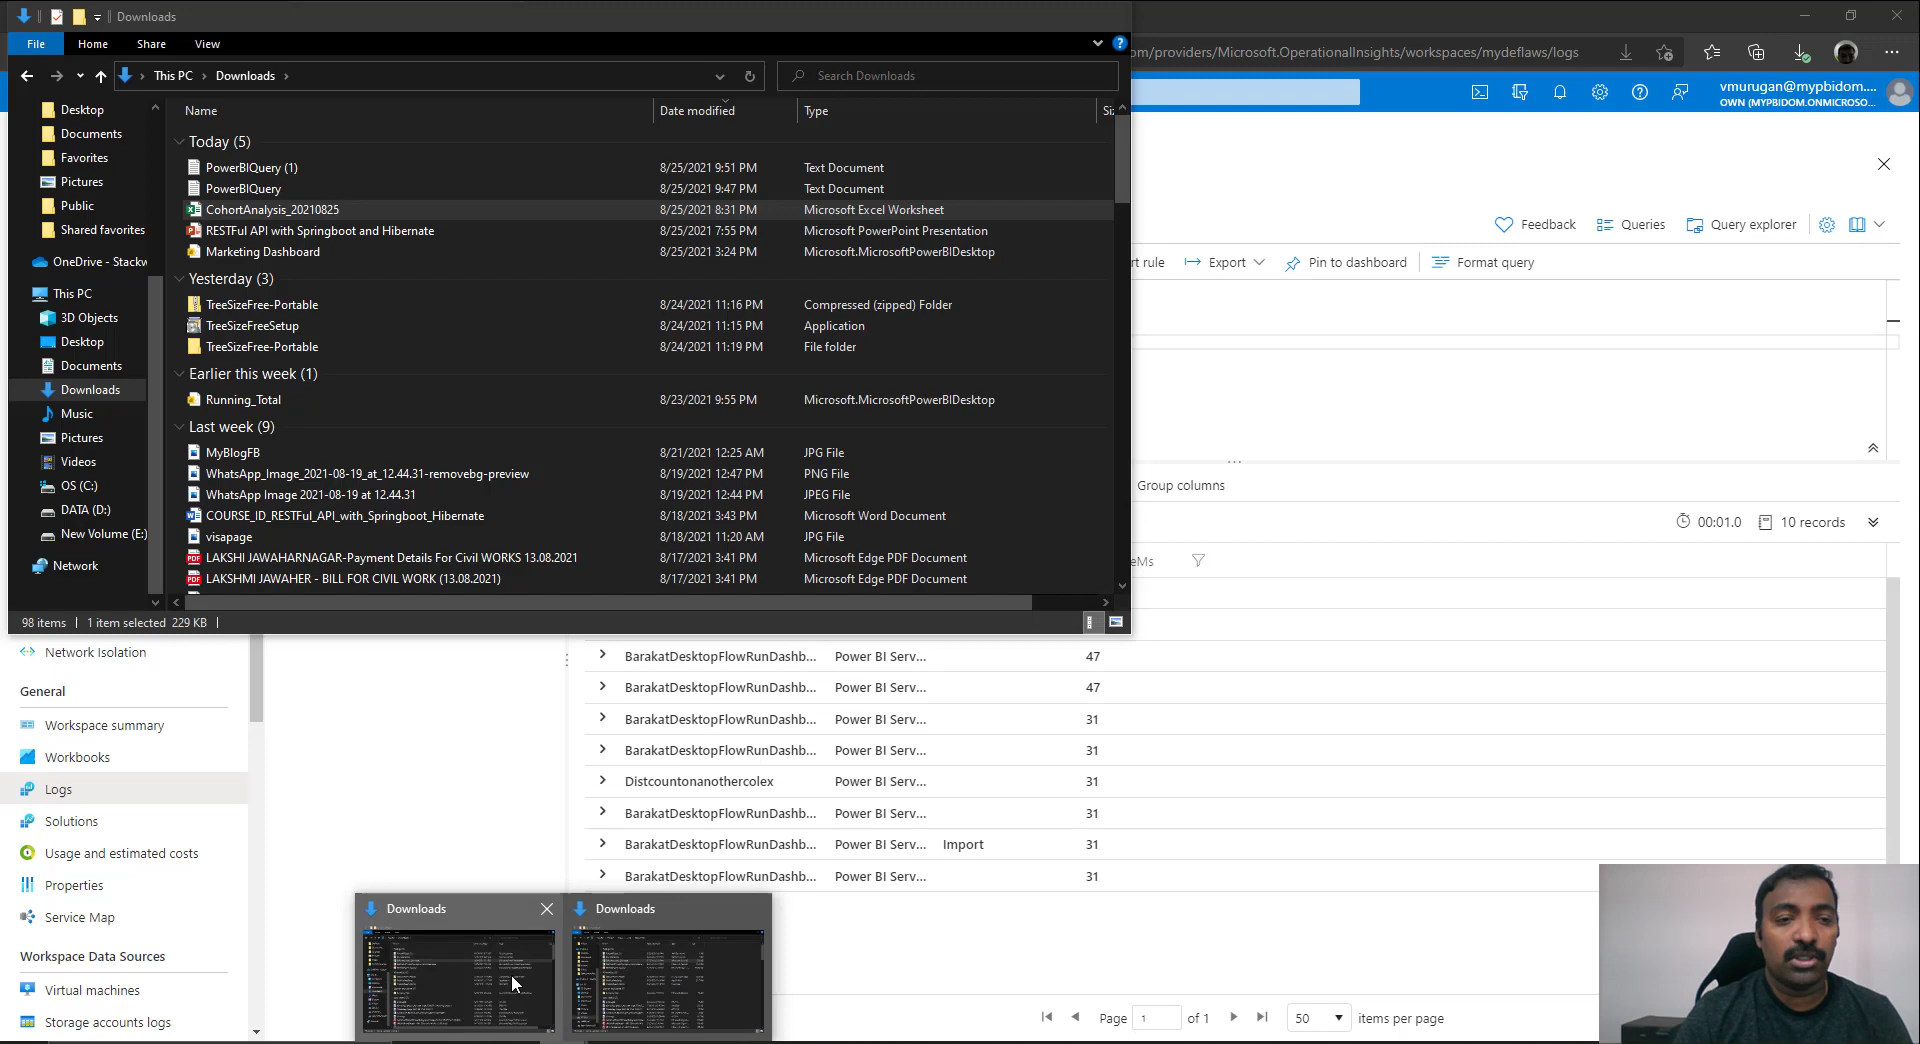 Downloads
File Home Share View
om/providers/Microsoft.OperationalInsights/workspaces/mydeflaws/logs
This PC Downloads
Search Downloads
vmurugan@mypbidom....
OWN (MYPBIDOM.ONMICROSO...
Name Date modified Type Si
Desktop
Documents
Favorites
Pictures
Public
Shared favorites
OneDrive - Stackw
This PC
3D Objects
Desktop
Documents
Downloads
Music
Pictures
Videos
OS (C:)
DATA (D:)
New Volume (E:)
Network
Today (5)
PowerBIQuery (1) 8/25/2021 9:51 PM Text Document
PowerBIQuery 8/25/2021 9:47 PM Text Document
CohortAnalysis_20210825 8/25/2021 8:31 PM Microsoft Excel Worksheet
RESTFul API with Springboot and Hibernate 8/25/2021 7:55 PM Microsoft PowerPoint Presentation
Marketing Dashboard 8/25/2021 3:24 PM Microsoft.MicrosoftPowerBIDesktop
Yesterday (3)
TreeSizeFree-Portable 8/24/2021 11:16 PM Compressed (zipped) Folder
TreeSizeFreeSetup 8/24/2021 11:15 PM Application
TreeSizeFree-Portable 8/24/2021 11:19 PM File folder
Earlier this week (1)
Running_Total 8/23/2021 9:55 PM Microsoft.MicrosoftPowerBIDesktop
Last week (9)
MyBlogFB 8/21/2021 12:25 AM JPG File
WhatsApp_Image_2021-08-19_at_12.44.31-removebg-preview 8/19/2021 12:47 PM PNG File
WhatsApp Image 2021-08-19 at 12.44.31 8/19/2021 12:44 PM JPEG File
COURSE_ID_RESTFul_API_with_Springboot_Hibernate 8/18/2021 3:43 PM Microsoft Word Document
visapage 8/18/2021 11:20 AM JPG File
LAKSHI JAWAHARNAGAR-Payment Details For Civil WORKS 13.08.2021 8/17/2021 3:41 PM Microsoft Edge PDF Document
LAKSHMI JAWAHER - BILL FOR CIVIL WORK (13.08.2021) 8/17/2021 3:41 PM Microsoft Edge PDF Document
98 items 1 item selected 229 KB
Feedback Queries Query explorer
rt rule Export Pin to dashboard Format query
Group columns
00:01.0 10 records
eMs
Network Isolation
General
Workspace summary
Workbooks
Logs
Solutions
Usage and estimated costs
Properties
Service Map
Workspace Data Sources
Virtual machines
Storage accounts logs
BarakatDesktopFlowRunDashb... Power BI Serv... 47
BarakatDesktopFlowRunDashb... Power BI Serv... 47
BarakatDesktopFlowRunDashb... Power BI Serv... 31
BarakatDesktopFlowRunDashb... Power BI Serv... 31
Distcountonanothercolex Power BI Serv... 31
BarakatDesktopFlowRunDashb... Power BI Serv... 31
BarakatDesktopFlowRunDashb... Power BI Serv... Import 31
BarakatDesktopFlowRunDashb... Power BI Serv... 31
Downloads Downloads
Page 1 of 1 50 items per page